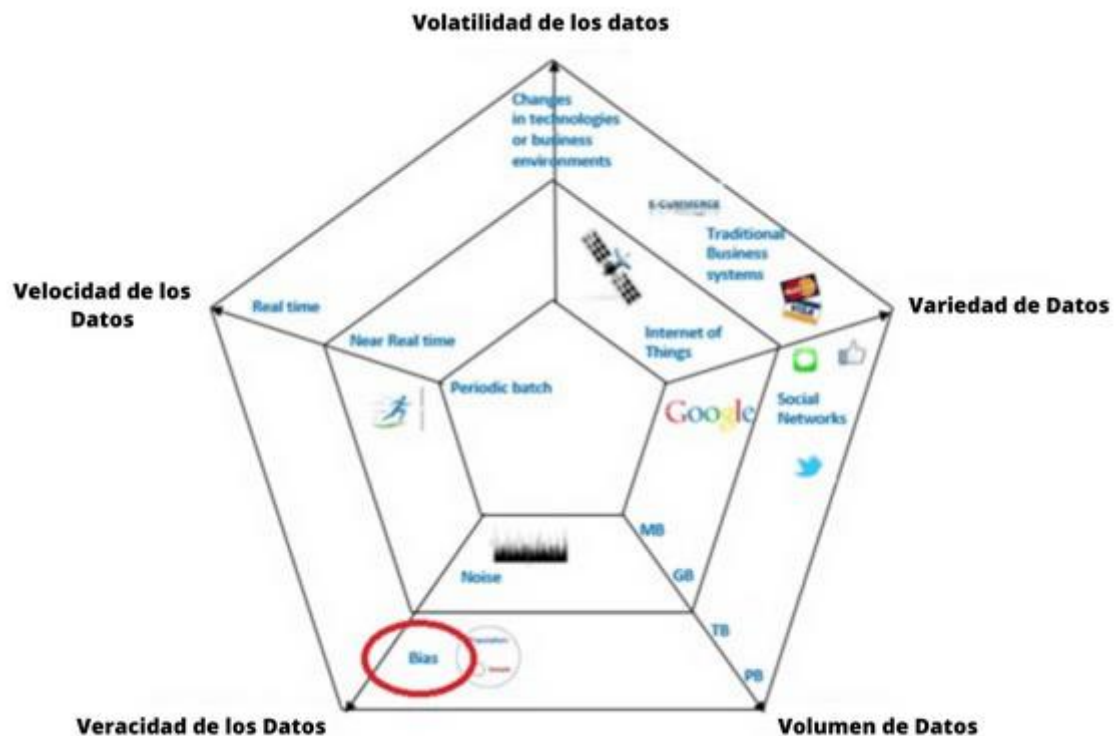 Volatilidad de los datos
Changes
in technologies
or business
environments
E-COMMERCE
Traditional
Business
systems
VISA
Velocidad de los
Datos
Real time
Variedad de Datos
Near Real time
Internet of
Things
Periodic batch
Google
Social
Networks
MB
Noise
GB
TB
Bias
PB
Veracidad de los Datos
Volumen de Datos